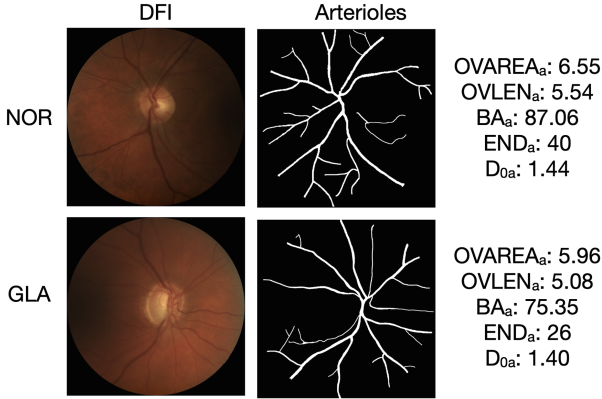 DFI
Arterioles
NOR
OVAREAₐ: 6.55
OVLENₐ: 5.54
BAₐ: 87.06
ENDₐ: 40
D₀ₐ: 1.44
GLA
OVAREAₐ: 5.96
OVLENₐ: 5.08
BAₐ: 75.35
ENDₐ: 26
D₀ₐ: 1.40